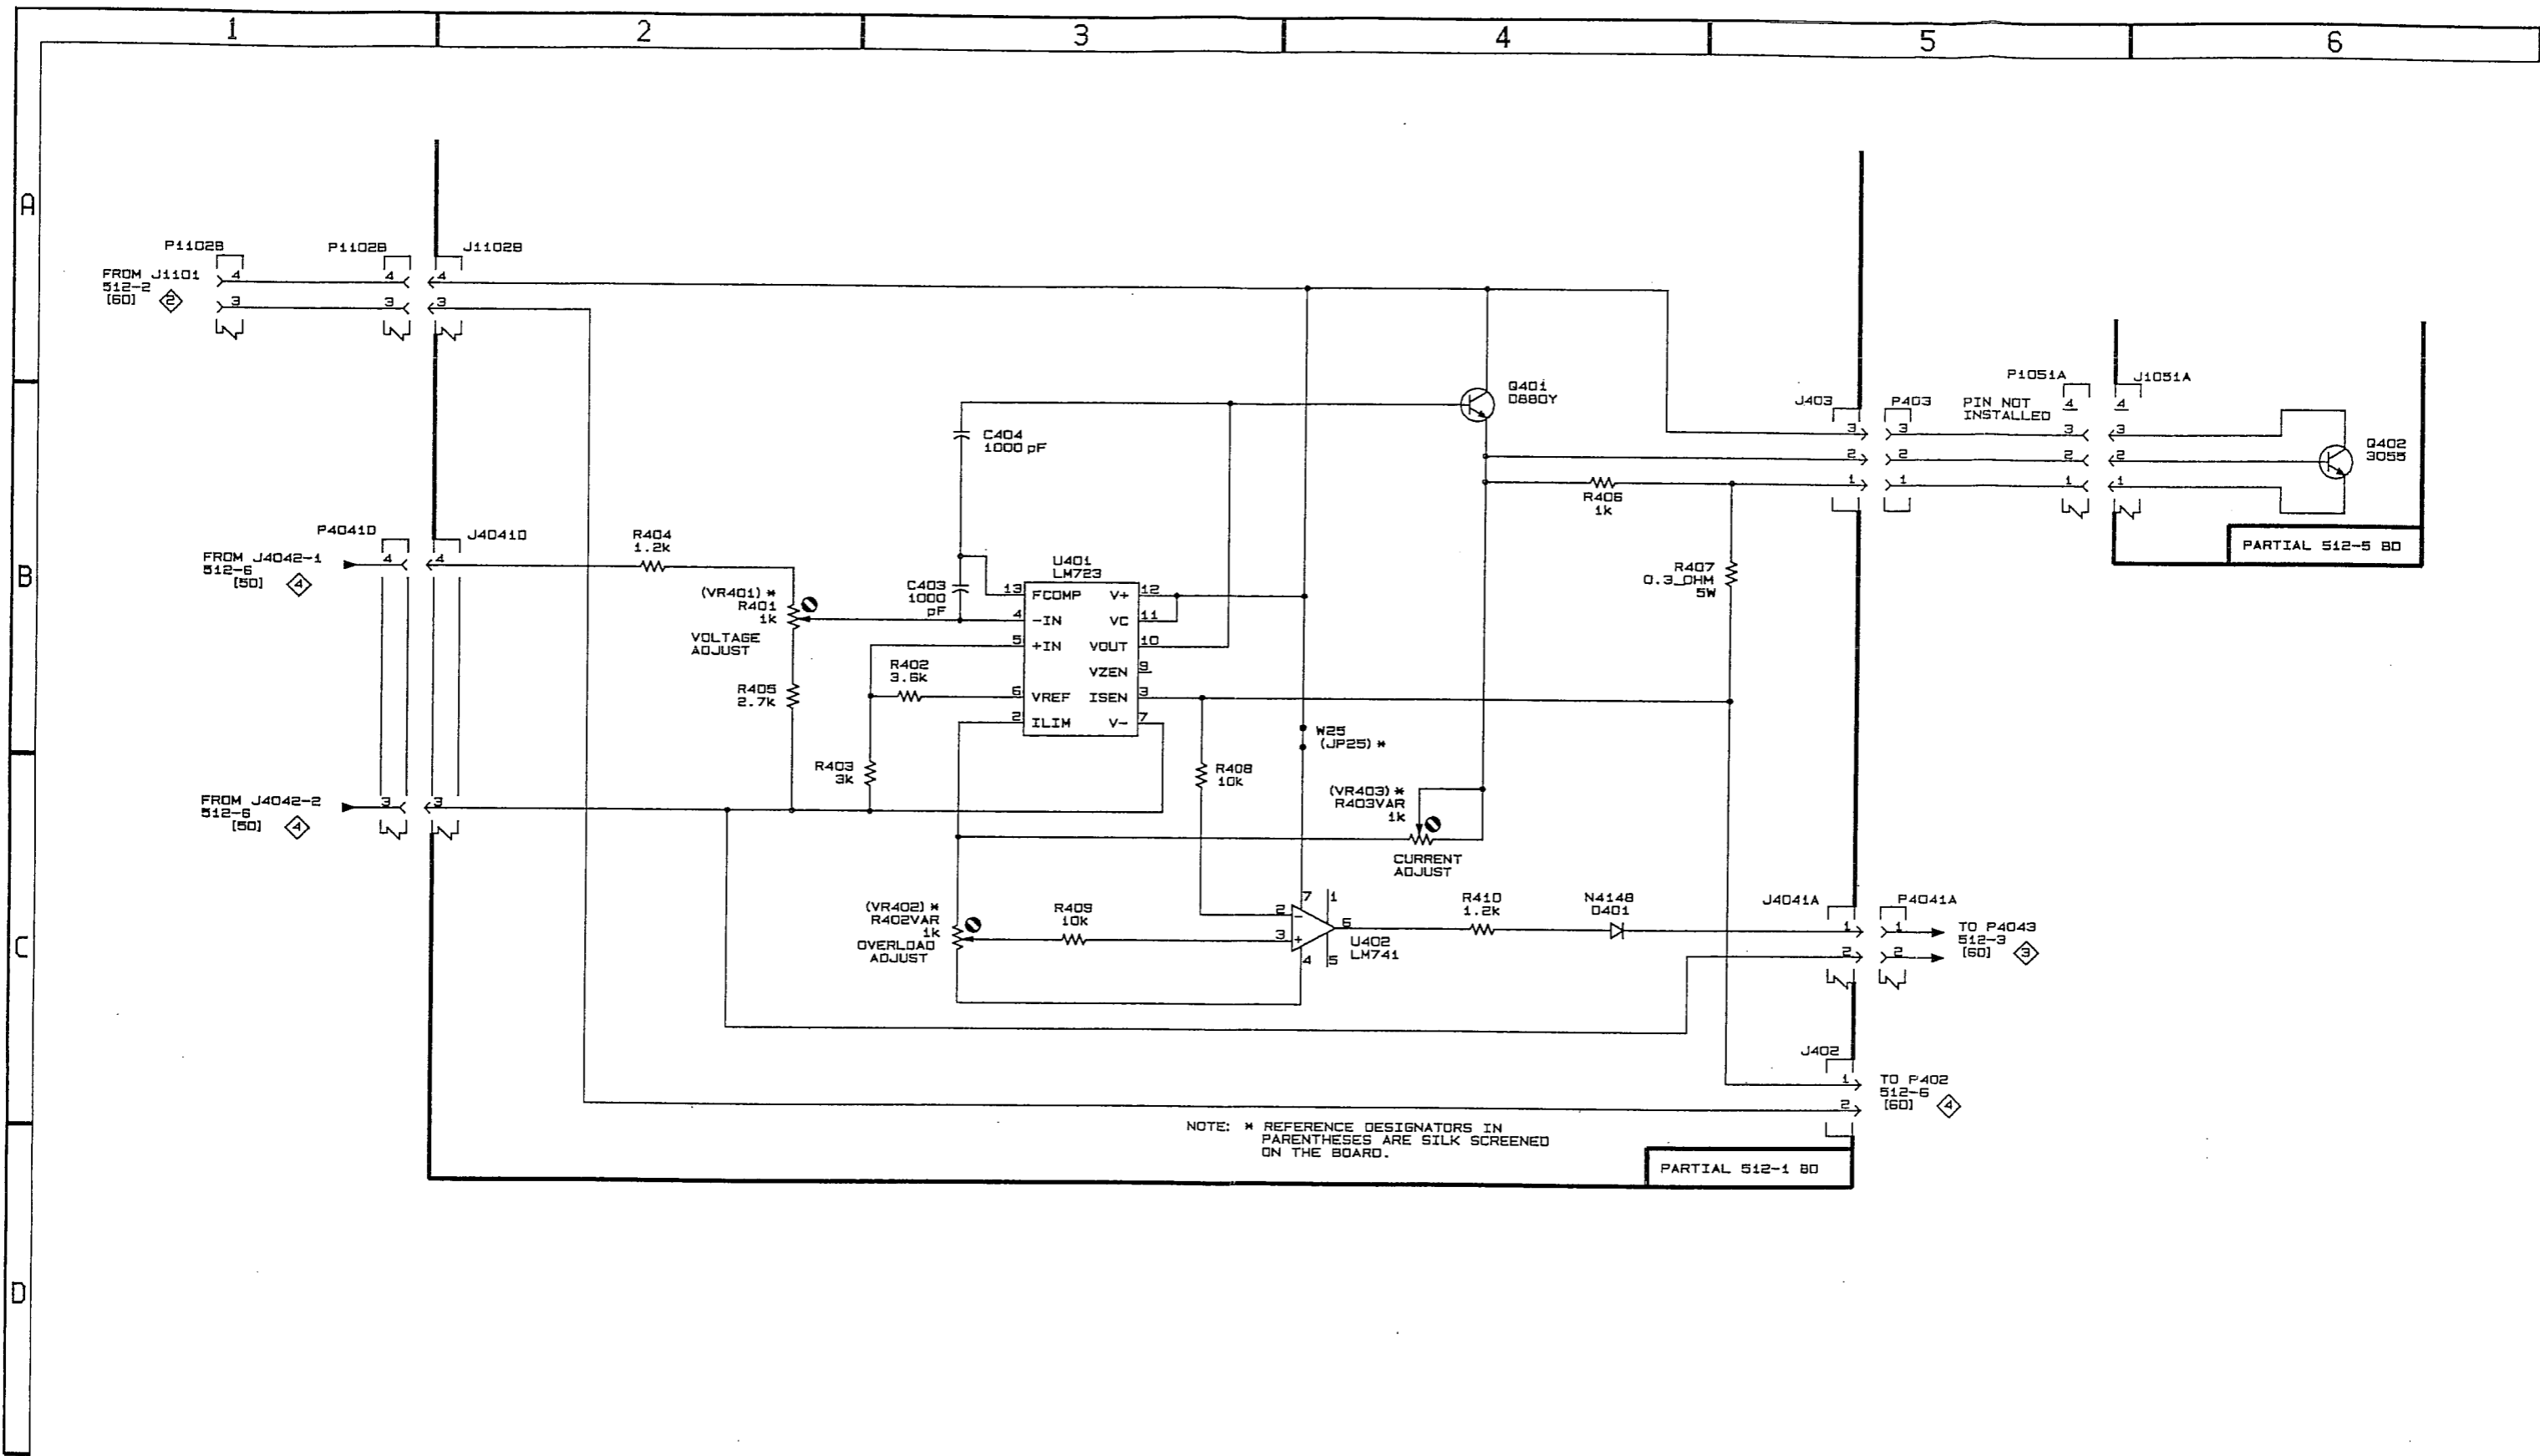 1 2 3 4 5 6
A
B
C
D
P1102B
P1102B
J1102B
FROM J1101
512-2
[60]
2
4
3
4
3
4
3
P4041D
J4041D
FROM J4042-1
512-6
[50]
4
4
4
FROM J4042-2
512-6
[50]
4
3
3
R404
1.2k
(VR401) *
R401
1k
VOLTAGE
ADJUST
R405
2.7k
C404
1000 pF
C403
1000
pF
U401
LM723
13 FCOMP V+ 12
4 -IN VC 11
5 +IN VOUT 10
VZEN 9
6 VREF ISEN 3
2 ILIM V- 7
R402
3.6k
R403
3k
R408
10k
W25
(JP25) *
Q401
D880Y
R406
1k
R407
0.3_OHM
5W
(VR403) *
R403VAR
1k
CURRENT
ADJUST
(VR402) *
R402VAR
1k
OVERLOAD
ADJUST
R409
10k
7 1
2 -
3 +
6
4 5
U402
LM741
R410
1.2k
N4148
D401
J403
P403
3 3
2 2
1 1
PIN NOT
INSTALLED
P1051A
J1051A
4 4
3 3
2 2
1 1
Q402
3055
PARTIAL 512-5 BD
J4041A
P4041A
1 1
2 2
TO P4043
512-3
[60]
3
J402
1
2
TO P402
512-6
[60]
4
NOTE: * REFERENCE DESIGNATORS IN
PARENTHESES ARE SILK SCREENED
ON THE BOARD.
PARTIAL 512-1 BD